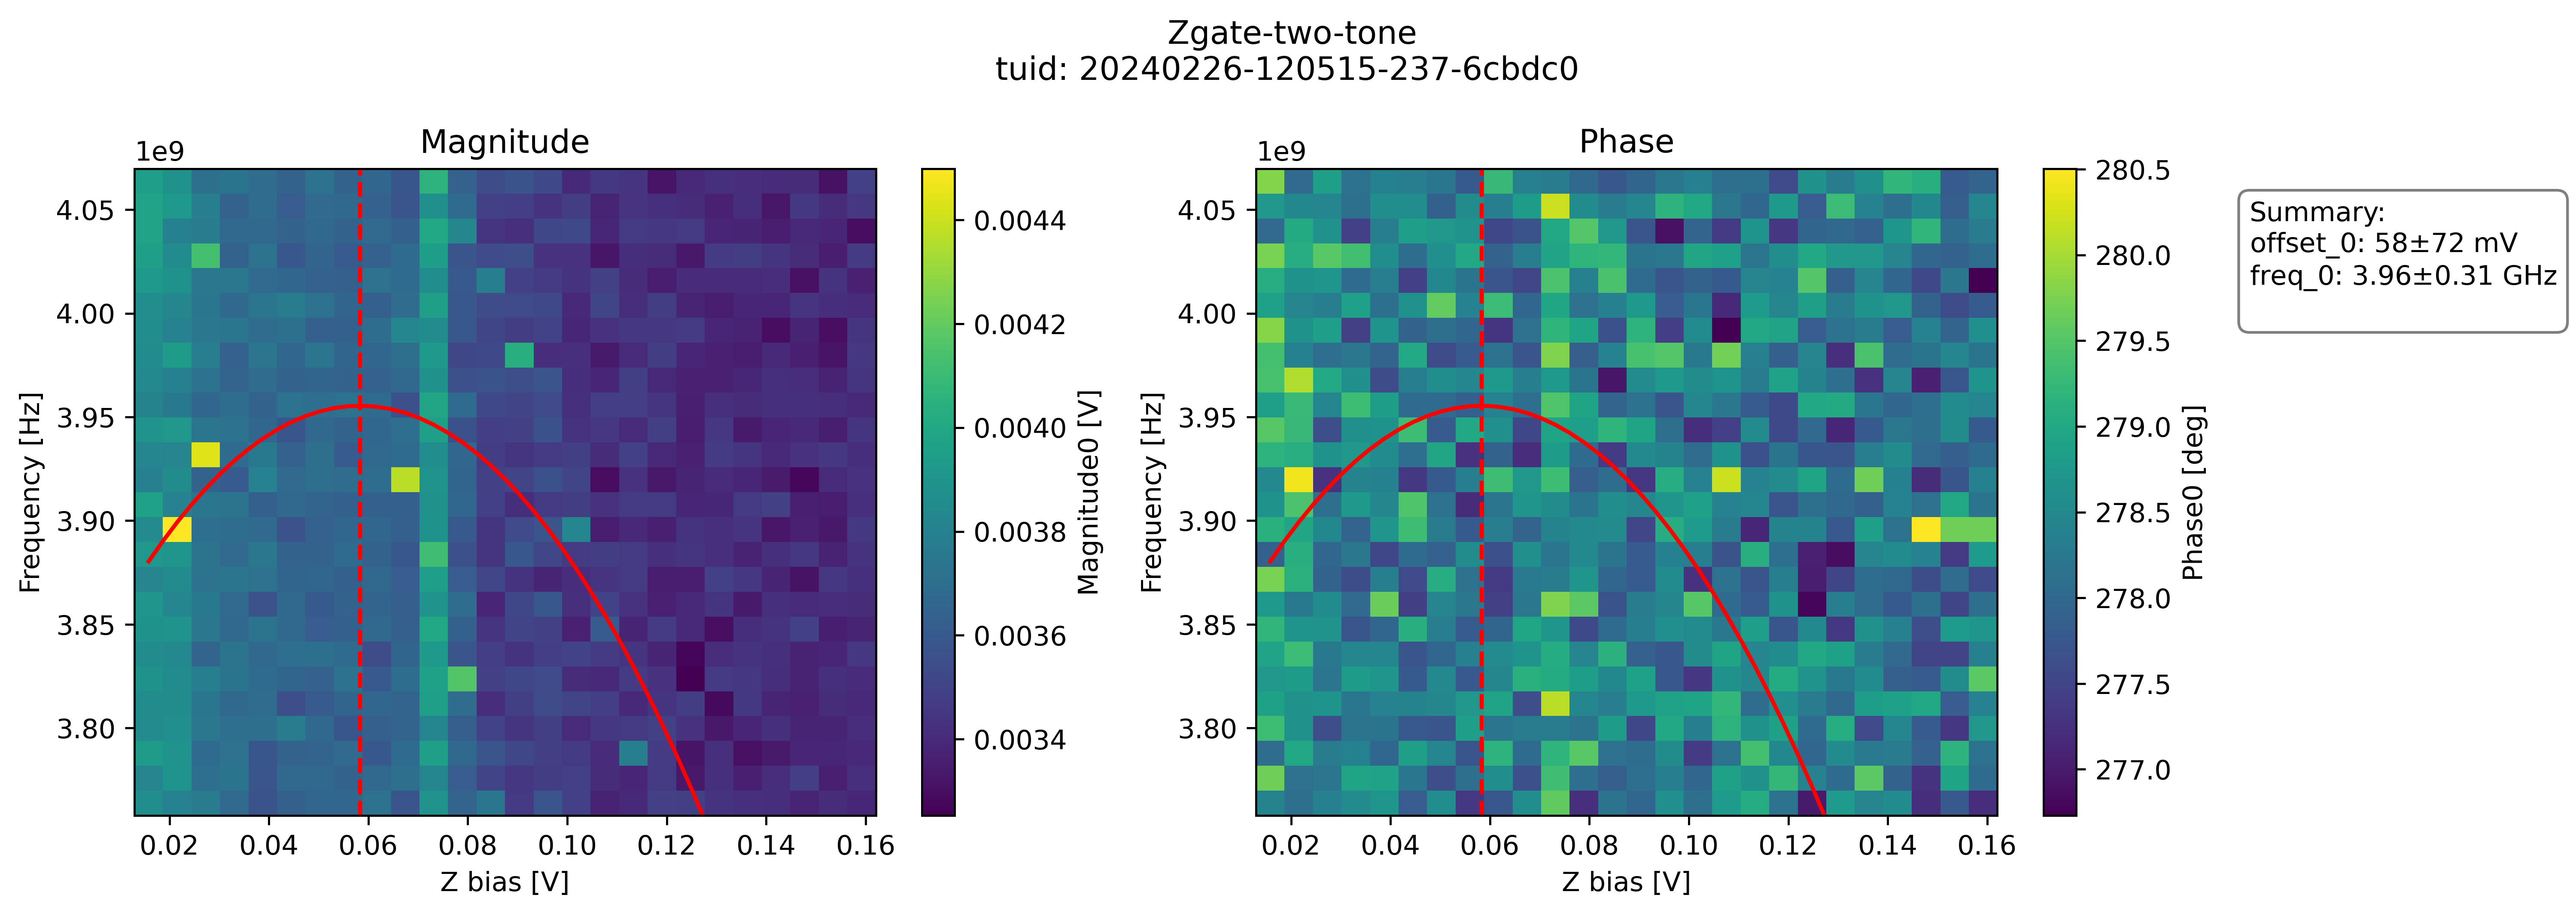 Zgate-two-tone
tuid: 20240226-120515-237-6cbdc0
Magnitude
1e9
4.05
4.00
3.95
3.90
3.85
3.80
Frequency [Hz]
0.02 0.04 0.06 0.08 0.10 0.12 0.14 0.16
Z bias [V]
0.0044
0.0042
0.0040
0.0038
0.0036
0.0034
Magnitude0 [V]
Phase
1e9
4.05
4.00
3.95
3.90
3.85
3.80
Frequency [Hz]
0.02 0.04 0.06 0.08 0.10 0.12 0.14 0.16
Z bias [V]
280.5
280.0
279.5
279.0
278.5
278.0
277.5
277.0
Phase0 [deg]
Summary:
offset_0: 58±72 mV
freq_0: 3.96±0.31 GHz